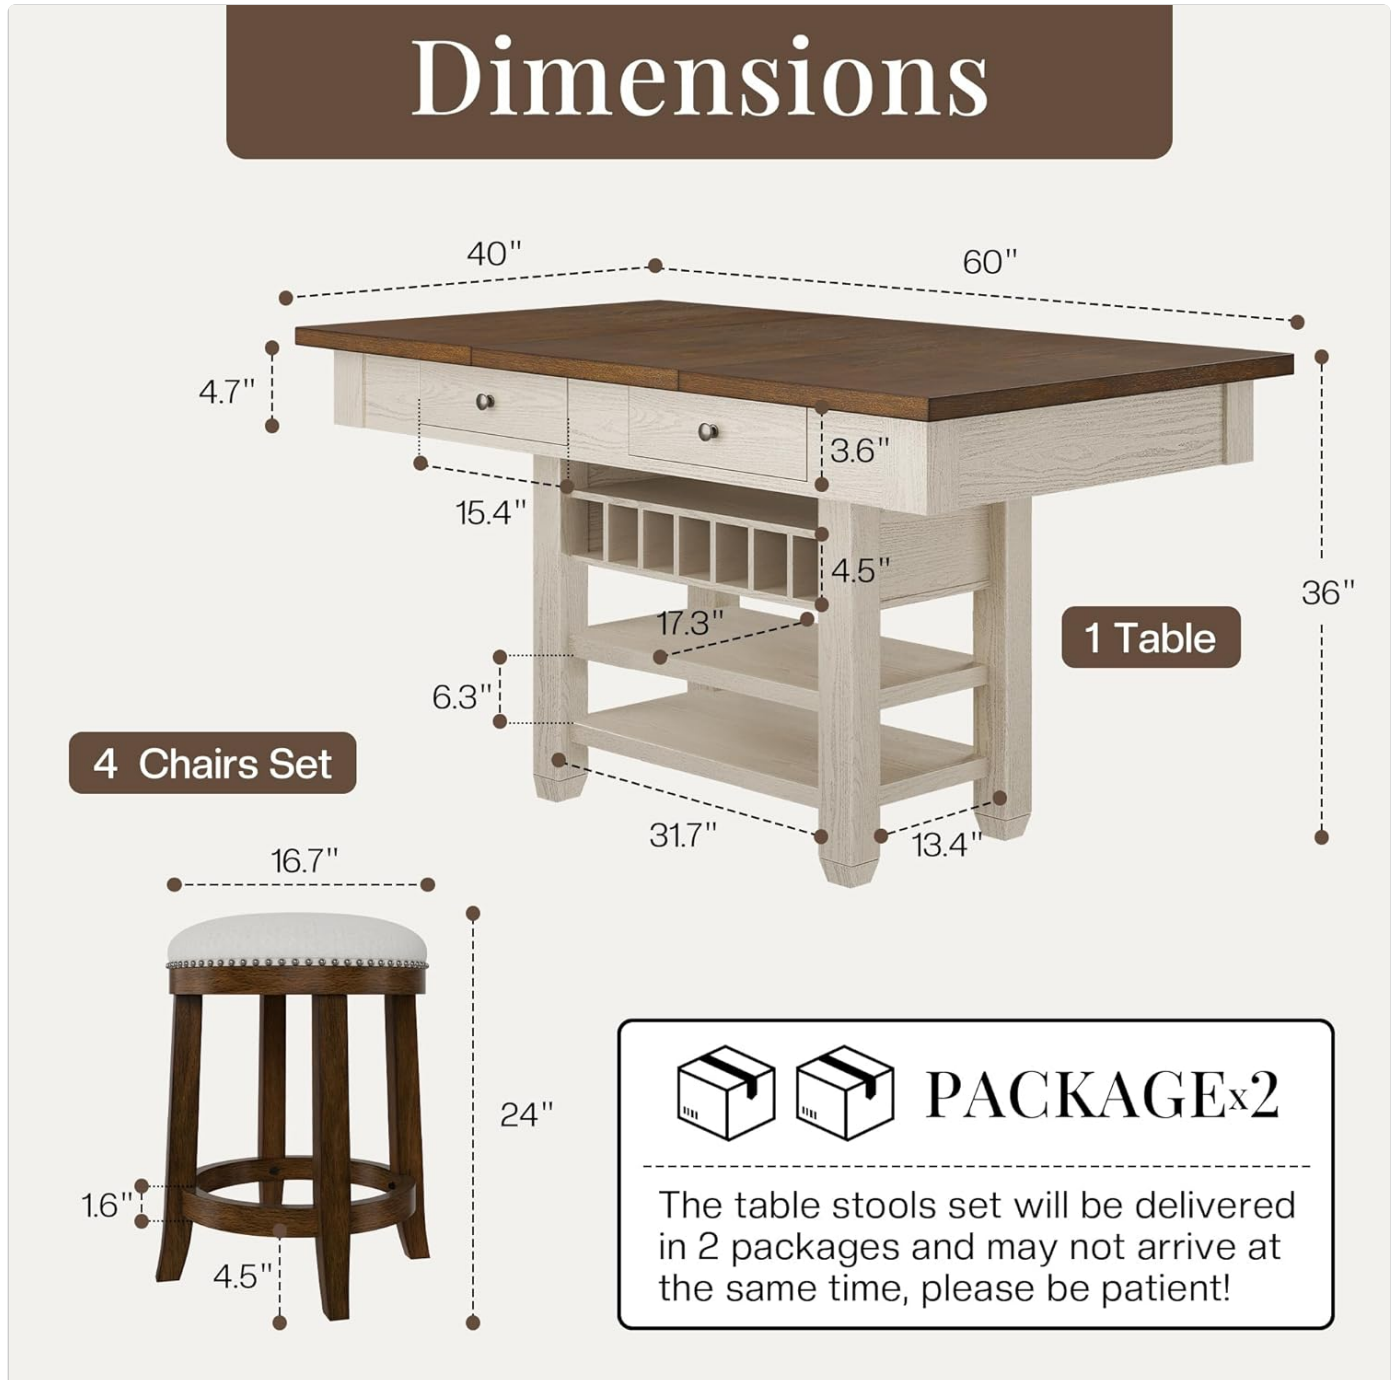 Dimensions
40"
60"
4.7"
3.6"
15.4"
4.5"
36"
17.3"
1 Table
6.3"
4 Chairs Set
31.7"
13.4"
16.7"
24"
1.6"
4.5"
PACKAGEx2
The table stools set will be delivered
in 2 packages and may not arrive at
the same time, please be patient!